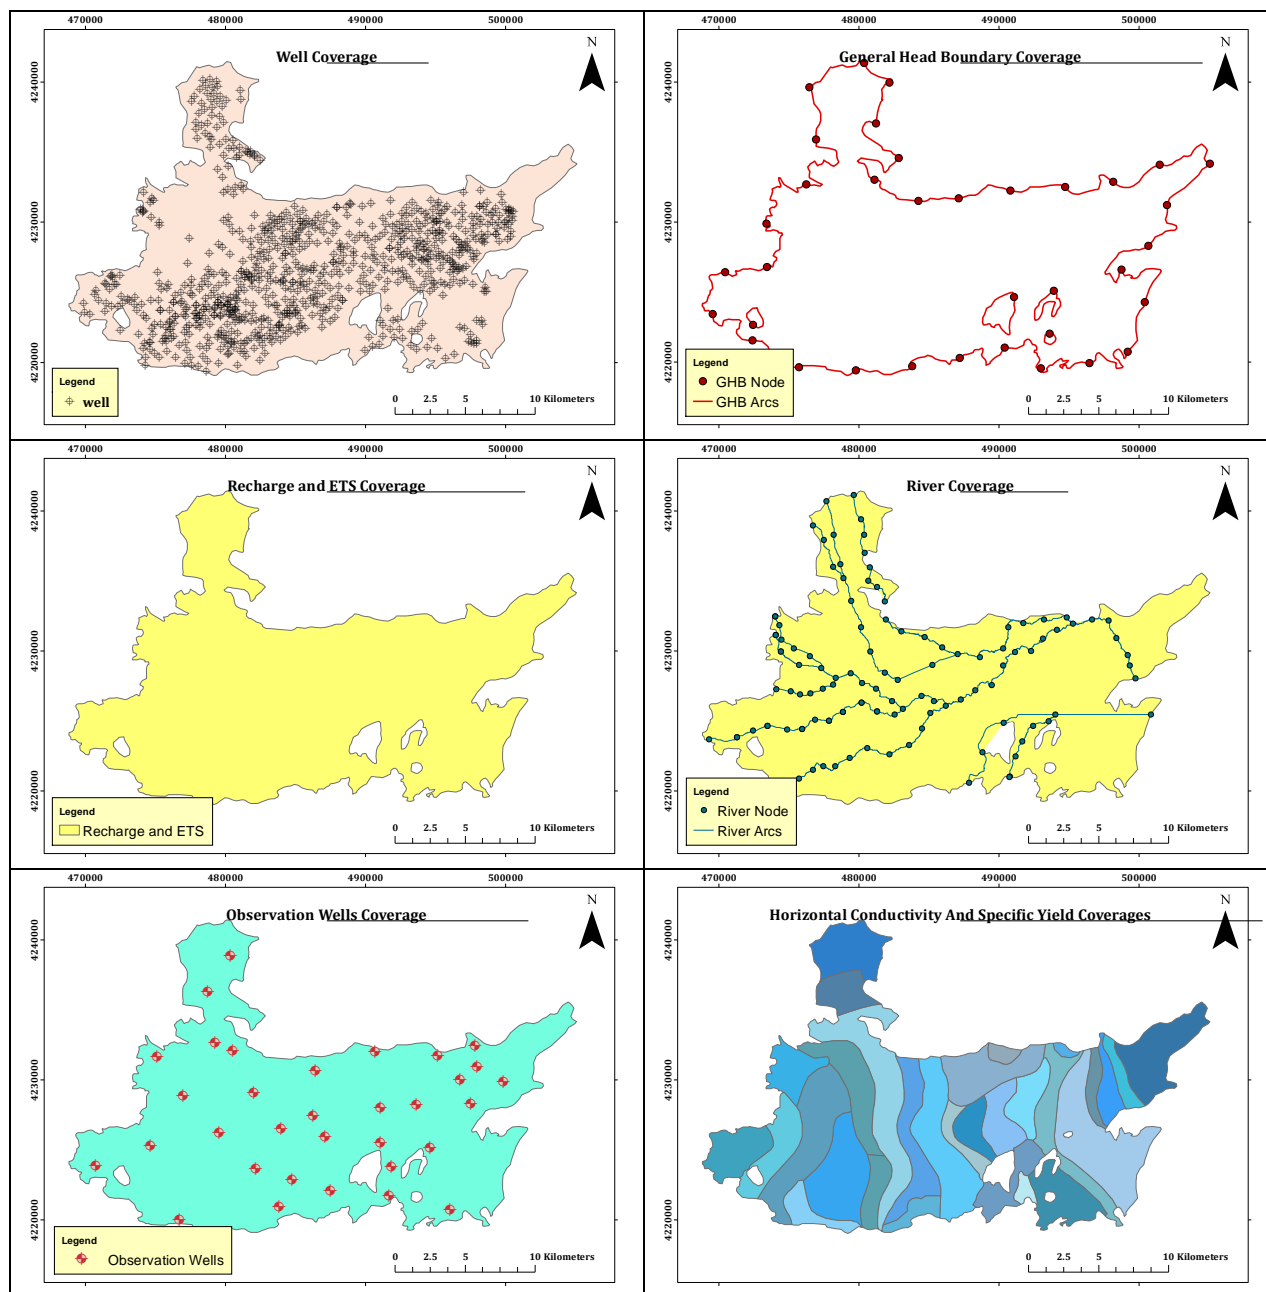 470000 480000 490000 500000
Well Coverage
N
4240000
4230000
4220000
Legend
well
0 2.5 5 10 Kilometers
470000 480000 490000 500000
General Head Boundary Coverage
N
4240000
4230000
4220000
Legend
GHB Node
GHB Arcs
0 2.5 5 10 Kilometers
470000 480000 490000 500000
Recharge and ETS Coverage
N
4240000
4230000
4220000
Legend
Recharge and ETS
0 2.5 5 10 Kilometers
470000 480000 490000 500000
River Coverage
N
4240000
4230000
4220000
Legend
River Node
River Arcs
0 2.5 5 10 Kilometers
470000 480000 490000 500000
Observation Wells Coverage
N
4240000
4230000
4220000
Legend
Observation Wells
0 2.5 5 10 Kilometers
470000 480000 490000 500000
Horizontal Conductivity And Specific Yield Coverages
N
4240000
4230000
4220000
0 2.5 5 10 Kilometers